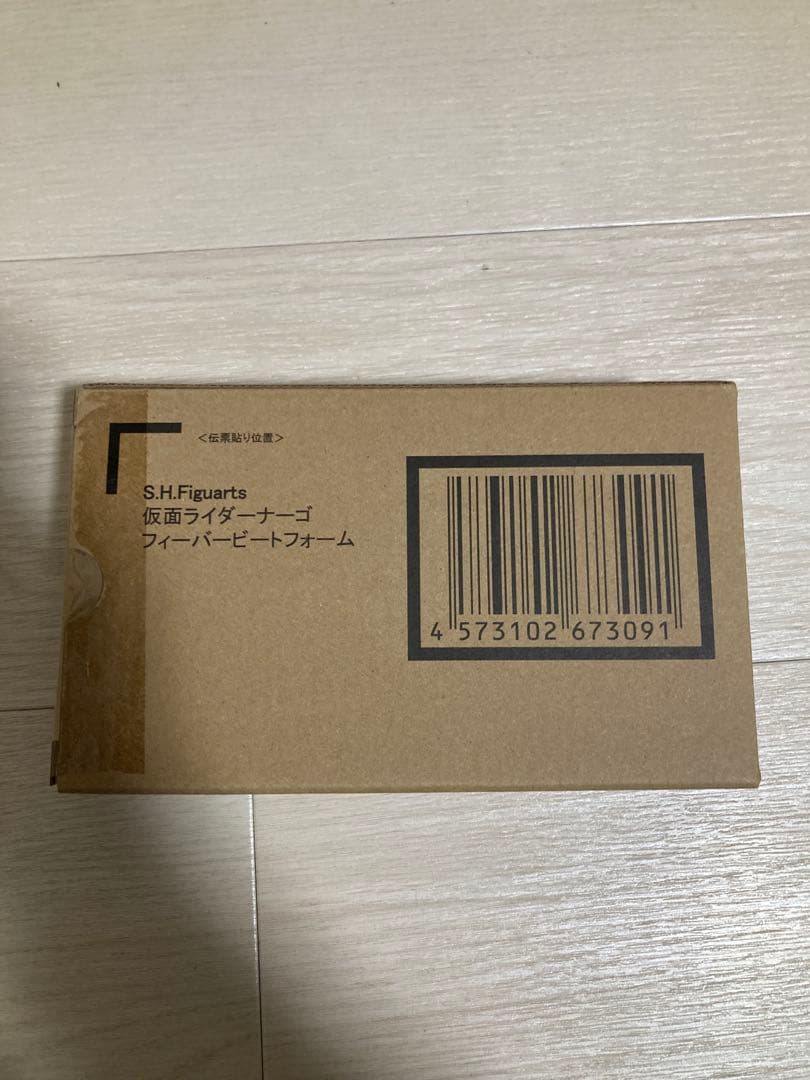 <伝票貼り位置>
S.H.Figuarts
仮面ライダーナーゴ
フィーバービートフォーム
4 573102 673091